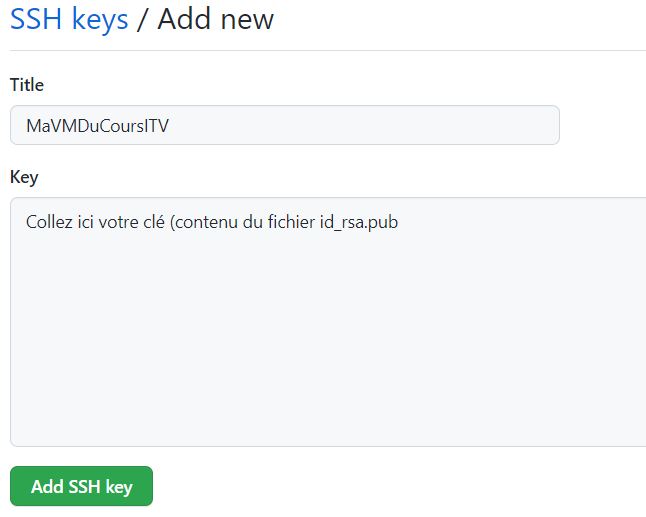 SSH keys / Add new
Title
MaVMDuCoursITV
Key
Collez ici votre clé (contenu du fichier id_rsa.pub
Add SSH key